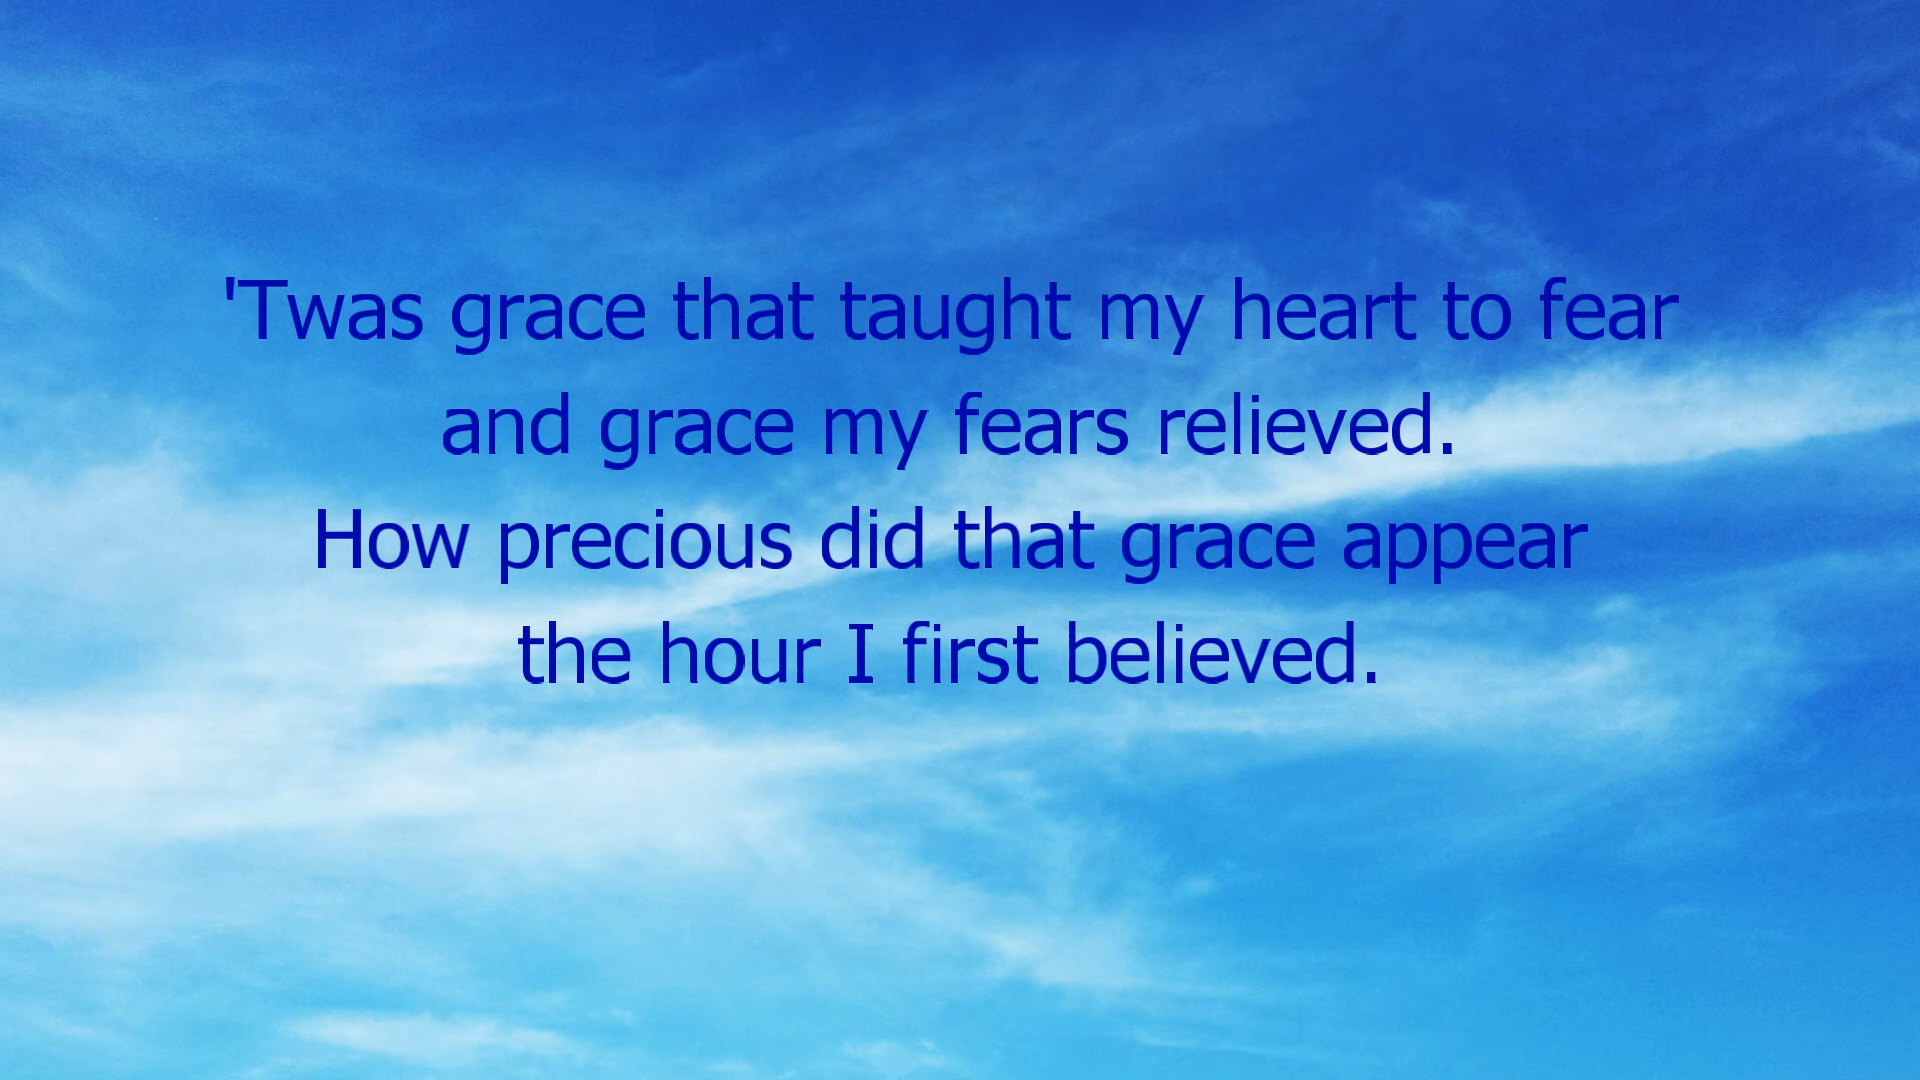 'Twas grace that taught my heart to fear
and grace my fears relieved.
How precious did that grace appear
the hour I first believed.